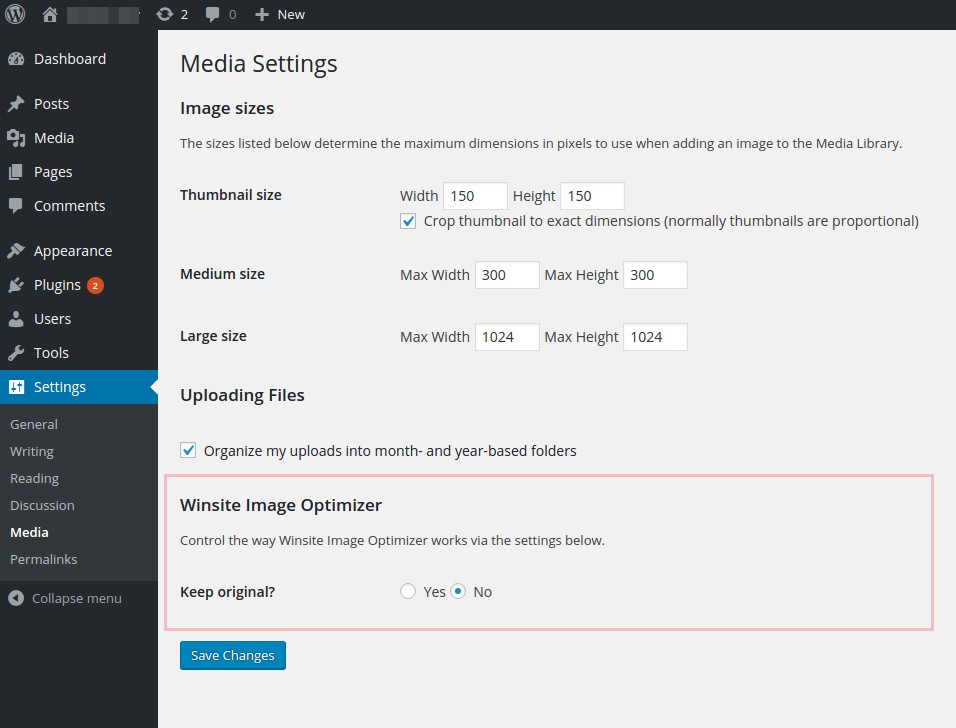 2 0 New
Dashboard
Posts
Media
Pages
Comments
Appearance
Plugins 2
Users
Tools
Settings
General
Writing
Reading
Discussion
Media
Permalinks
Collapse menu
Media Settings
Image sizes
The sizes listed below determine the maximum dimensions in pixels to use when adding an image to the Media Library.
Thumbnail size Width 150 Height 150
Crop thumbnail to exact dimensions (normally thumbnails are proportional)
Medium size Max Width 300 Max Height 300
Large size Max Width 1024 Max Height 1024
Uploading Files
Organize my uploads into month- and year-based folders
Winsite Image Optimizer
Control the way Winsite Image Optimizer works via the settings below.
Keep original? Yes No
Save Changes